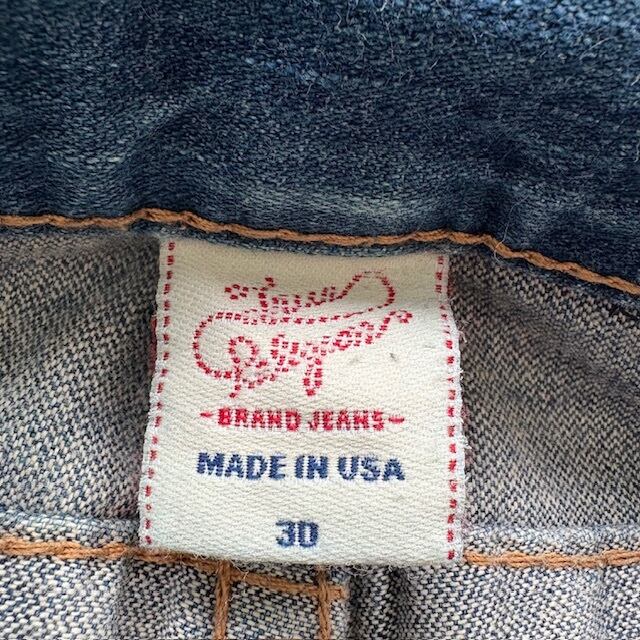 True
Religion
BRAND JEANS
MADE IN USA
30